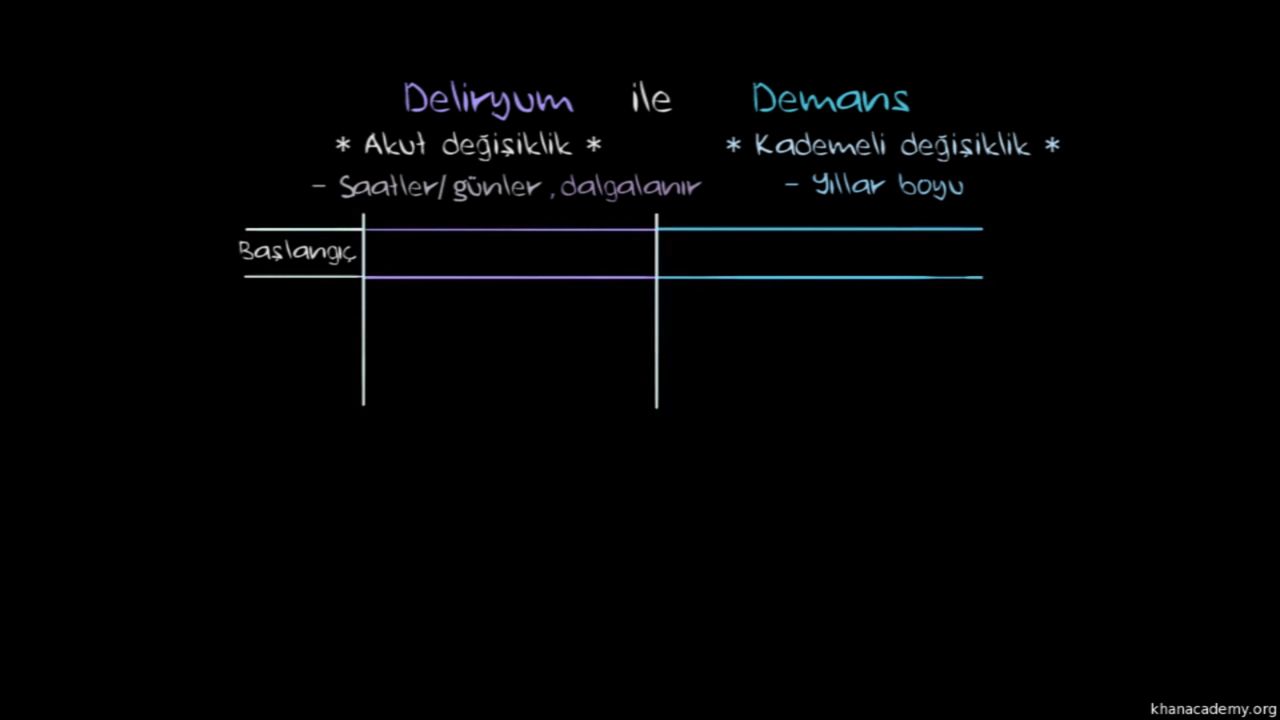 Deliryum ile Demans
* Akut değişiklik * * Kademeli değişiklik *
- Saatler/günler, dalgalanır - Yıllar boyu
Başlangıç
khanacademy.org